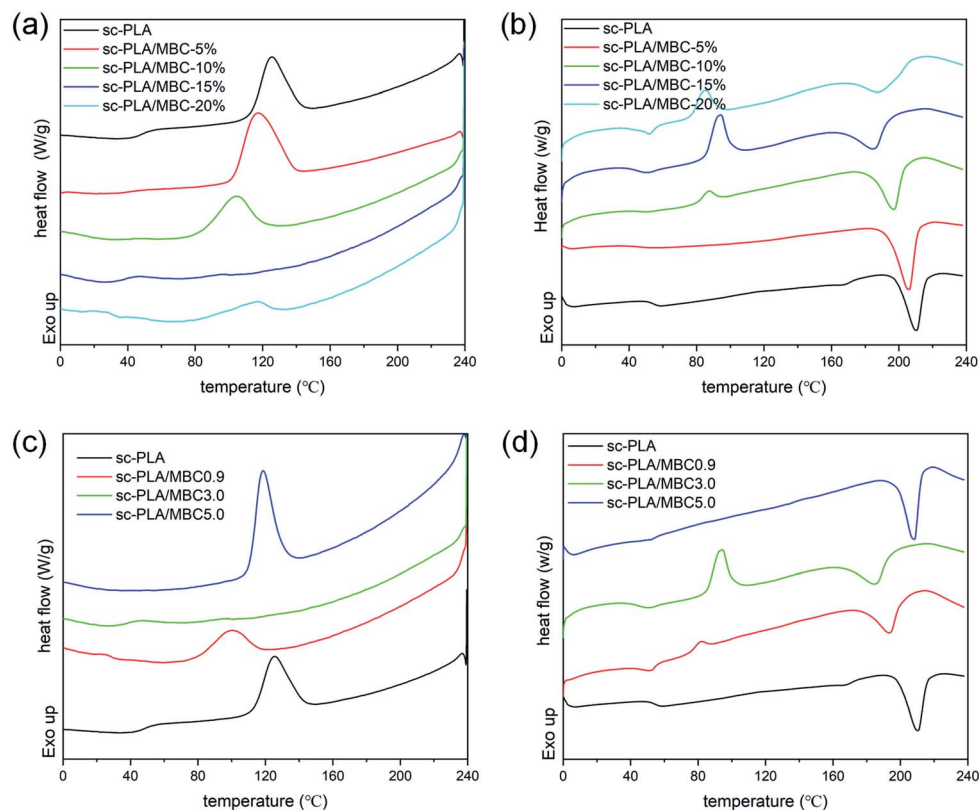 (a)
sc-PLA
sc-PLA/MBC-5%
sc-PLA/MBC-10%
sc-PLA/MBC-15%
sc-PLA/MBC-20%
heat flow (W/g)
Exo up
0 40 80 120 160 200 240
temperature (℃)
(b)
sc-PLA
sc-PLA/MBC-5%
sc-PLA/MBC-10%
sc-PLA/MBC-15%
sc-PLA/MBC-20%
Heat flow (w/g)
Exo up
0 40 80 120 160 200 240
temperature (℃)
(c)
sc-PLA
sc-PLA/MBC0.9
sc-PLA/MBC3.0
sc-PLA/MBC5.0
heat flow (W/g)
Exo up
0 40 80 120 160 200 240
temperature (℃)
(d)
sc-PLA
sc-PLA/MBC0.9
sc-PLA/MBC3.0
sc-PLA/MBC5.0
heat flow (w/g)
Exo up
0 40 80 120 160 200 240
temperature (℃)